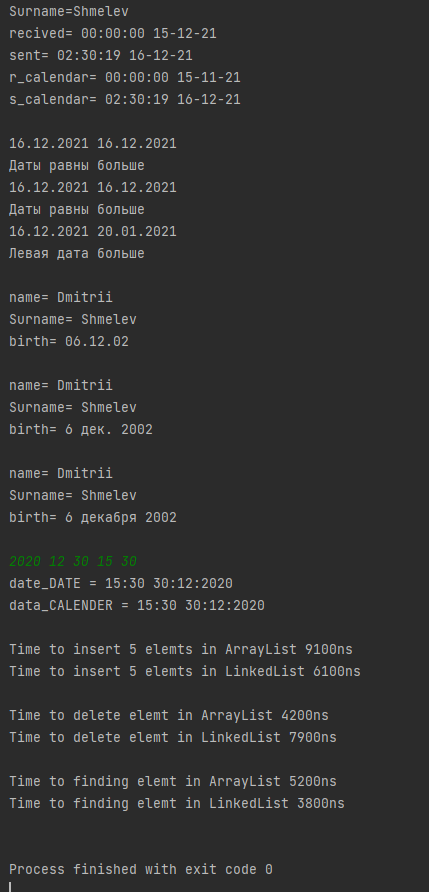 Surname=Shmelev
recived= 00:00:00 15-12-21
sent= 02:30:19 16-12-21
r_calendar= 00:00:00 15-11-21
s_calendar= 02:30:19 16-12-21
16.12.2021 16.12.2021
Даты равны больше
16.12.2021 16.12.2021
Даты равны больше
16.12.2021 20.01.2021
Левая дата больше
name= Dmitrii
Surname= Shmelev
birth= 06.12.02
name= Dmitrii
Surname= Shmelev
birth= 6 дек. 2002
name= Dmitrii
Surname= Shmelev
birth= 6 декабря 2002
2020 12 30 15 30
date_DATE = 15:30 30:12:2020
data_CALENDER = 15:30 30:12:2020
Time to insert 5 elemts in ArrayList 9100ns
Time to insert 5 elemts in LinkedList 6100ns
Time to delete elemt in ArrayList 4200ns
Time to delete elemt in LinkedList 7900ns
Time to finding elemt in ArrayList 5200ns
Time to finding elemt in LinkedList 3800ns
Process finished with exit code 0